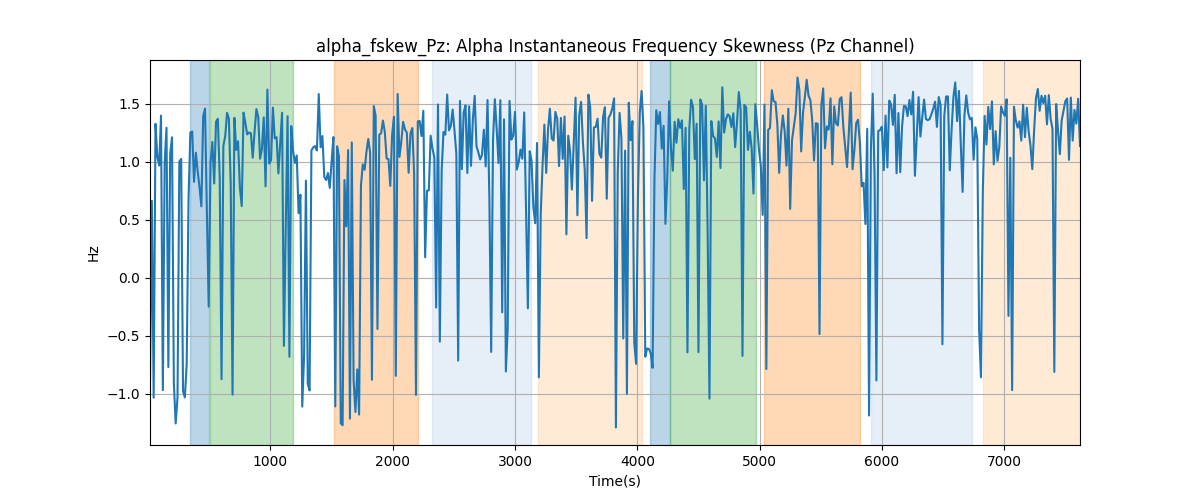 alpha_fskew_Pz: Alpha Instantaneous Frequency Skewness (Pz Channel)
1.5
1.0
0.5
0.0
−0.5
−1.0
Hz
1000 2000 3000 4000 5000 6000 7000
Time(s)